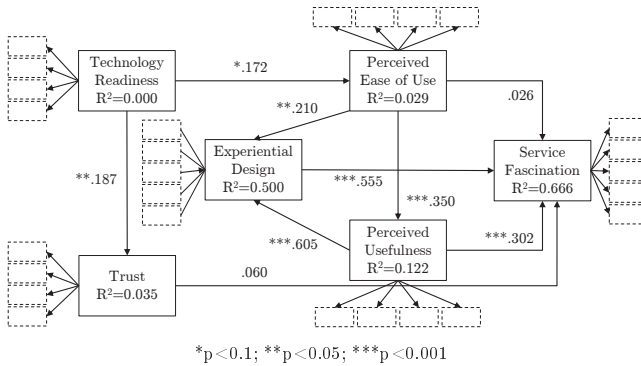 Technology
Readiness
R²=0.000
*.172
Perceived
Ease of Use
R²=0.029
**.210
.026
Experiential
Design
R²=0.500
Service
Fascination
R²=0.666
***.555
**.187
***.350
Perceived
Usefulness
R²=0.122
***.605
***.302
Trust
R²=0.035
.060
*p<0.1; **p<0.05; ***p<0.001